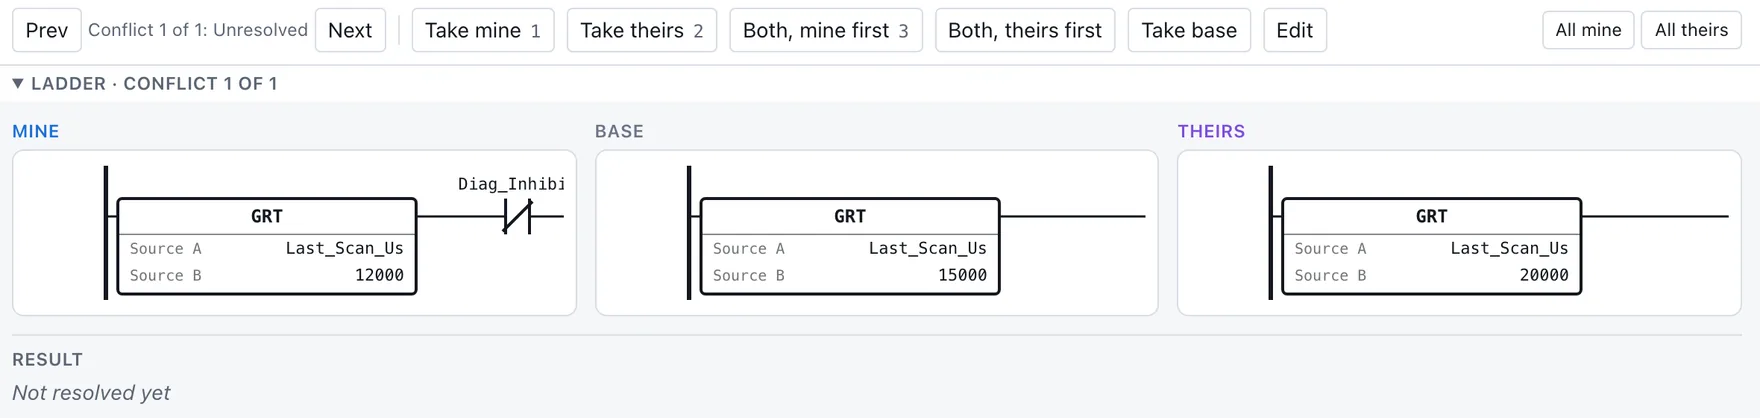 Prev Conflict 1 of 1: Unresolved Next Take mine 1 Take theirs 2 Both, mine first 3 Both, theirs first Take base Edit All mine All theirs
▼ LADDER · CONFLICT 1 OF 1
MINE
Diag_Inhibi
GRT
Source A Last_Scan_Us
Source B 12000
BASE
GRT
Source A Last_Scan_Us
Source B 15000
THEIRS
GRT
Source A Last_Scan_Us
Source B 20000
RESULT
Not resolved yet